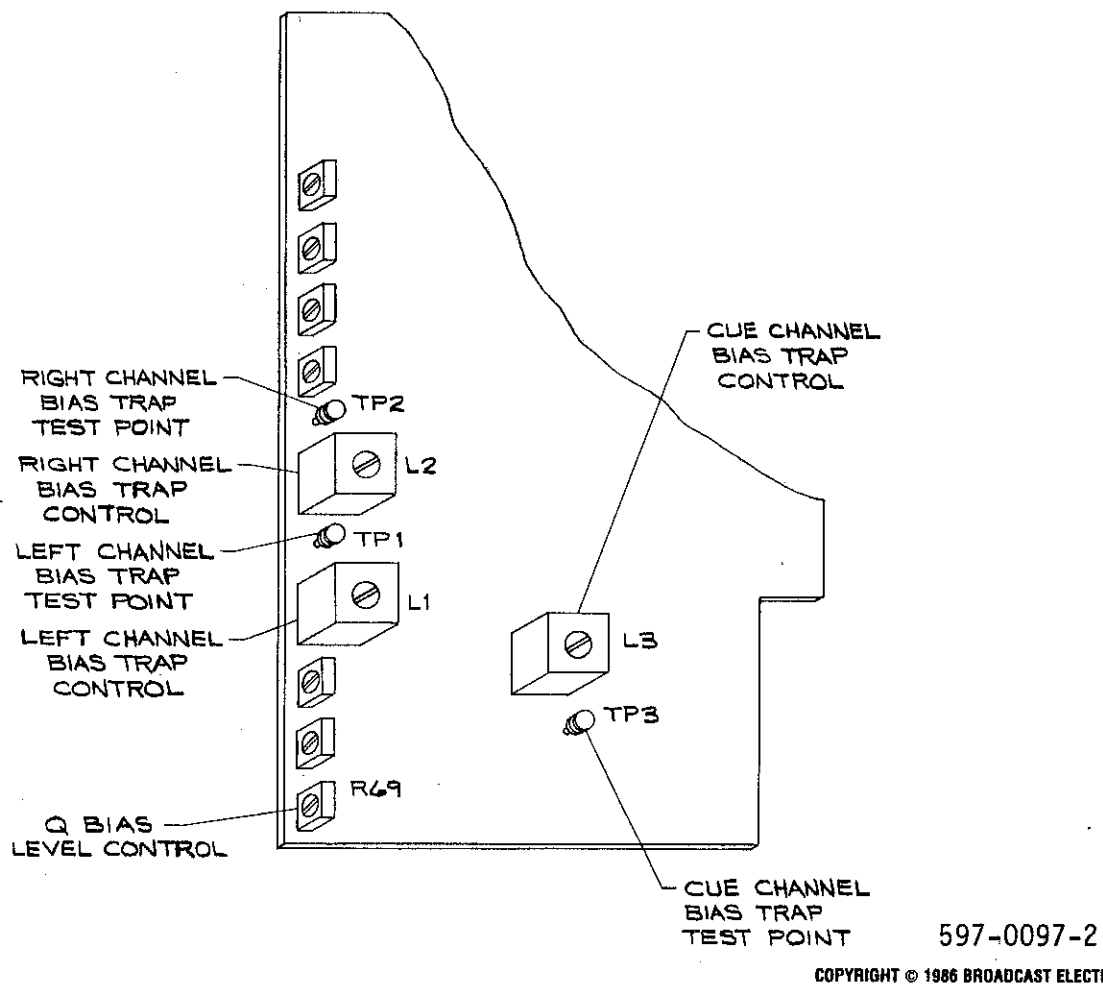 CUE CHANNEL
BIAS TRAP
CONTROL
RIGHT CHANNEL
BIAS TRAP
TEST POINT
TP2
RIGHT CHANNEL
BIAS TRAP
CONTROL
L2
LEFT CHANNEL
BIAS TRAP
TEST POINT
TP1
LEFT CHANNEL
BIAS TRAP
CONTROL
L1
L3
TP3
R69
Q BIAS
LEVEL CONTROL
CUE CHANNEL
BIAS TRAP
TEST POINT
597-0097-2
COPYRIGHT © 1986 BROADCAST ELECT